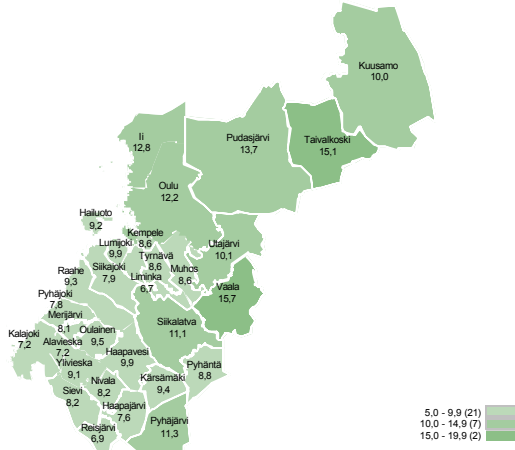 Kuusamo
10,0
Ii
12,8
Pudasjärvi
13,7
Taivalkoski
15,1
Oulu
12,2
Hailuoto
9,2
Kempele
8,6
Lumijoki
9,9
Tyrnävä
8,6
Utajärvi
10,1
Siikajoki
7,9
Muhos
8,6
Raahe
9,3
Liminka
6,7
Vaala
15,7
Pyhäjoki
7,8
Merijärvi
8,1
Siikalatva
11,1
Kalajoki
7,2
Oulainen
9,5
Alavieska
7,2
Haapavesi
9,9
Ylivieska
9,1
Pyhäntä
8,8
Kärsämäki
9,4
Nivala
8,2
Sievi
8,2
Haapajärvi
7,6
Reisjärvi
6,9
Pyhäjärvi
11,3
5,0 - 9,9 (21)
10,0 - 14,9 (7)
15,0 - 19,9 (2)